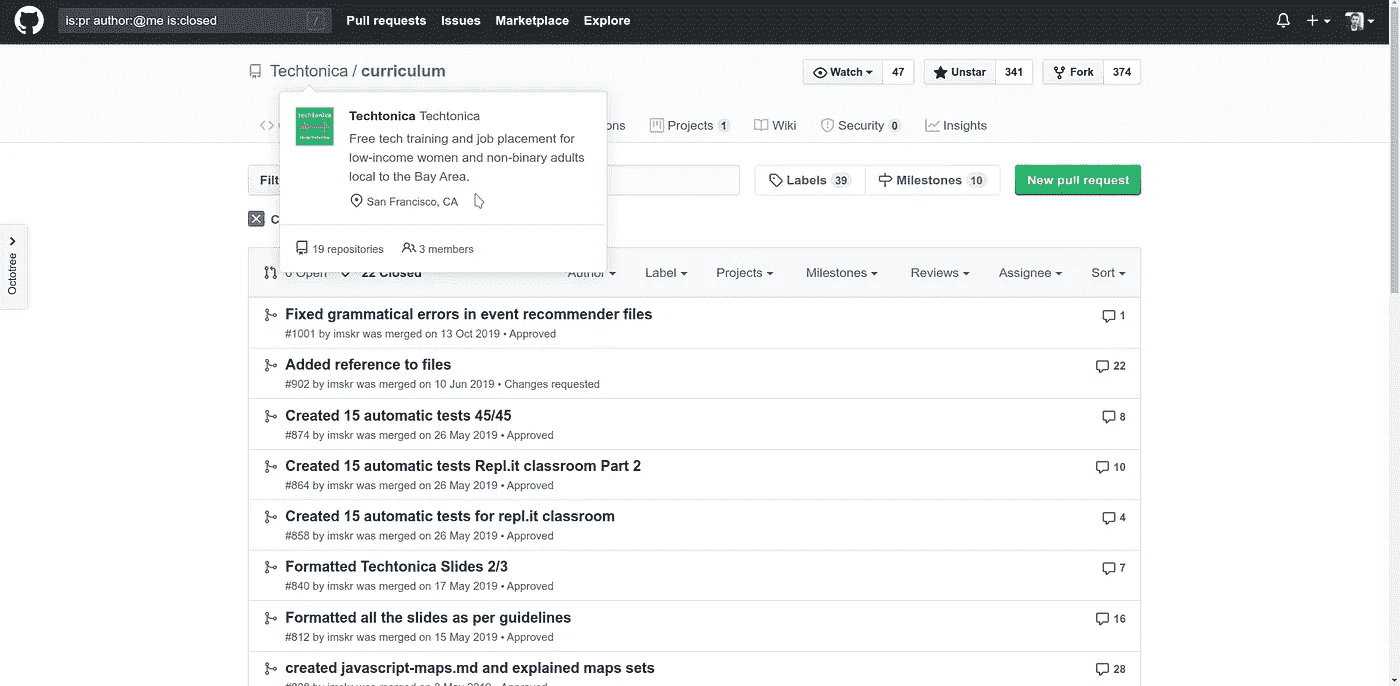 is:pr author:@me is:closed / Pull requests Issues Marketplace Explore
Techtonica / curriculum Watch 47 Unstar 341 Fork 374
techtonica
Techtonica Techtonica
Free tech training and job placement for
low-income women and non-binary adults
local to the Bay Area.
San Francisco, CA
19 repositories 3 members
ons Projects 1 Wiki Security 0 Insights
Filt Labels 39 Milestones 10 New pull request
C
Octotree
0 Open 22 Closed Author Label Projects Milestones Reviews Assignee Sort
Fixed grammatical errors in event recommender files 1
#1001 by imskr was merged on 13 Oct 2019 • Approved
Added reference to files 22
#902 by imskr was merged on 10 Jun 2019 • Changes requested
Created 15 automatic tests 45/45 8
#874 by imskr was merged on 26 May 2019 • Approved
Created 15 automatic tests Repl.it classroom Part 2 10
#864 by imskr was merged on 26 May 2019 • Approved
Created 15 automatic tests for repl.it classroom 4
#858 by imskr was merged on 26 May 2019 • Approved
Formatted Techtonica Slides 2/3 7
#840 by imskr was merged on 17 May 2019 • Approved
Formatted all the slides as per guidelines 16
#812 by imskr was merged on 15 May 2019 • Approved
created javascript-maps.md and explained maps sets 28